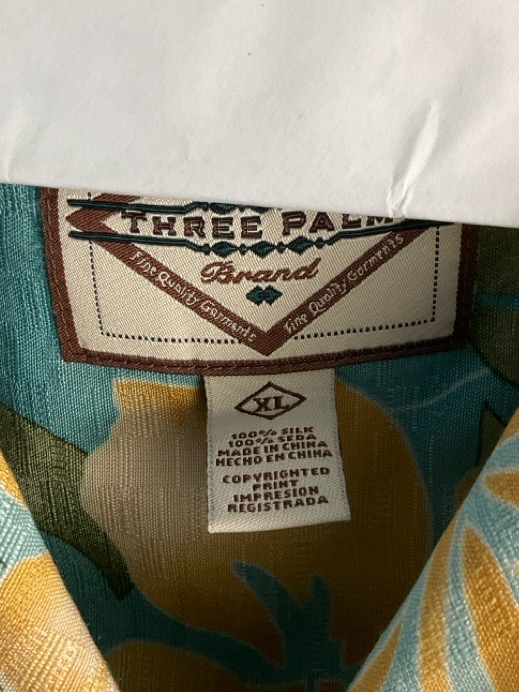 THREE PALM
Brand
Fine Quality Garments
Fine Quality Garments
XL
100% SILK
100% SEDA
MADE IN CHINA
HECHO EN CHINA
COPYRIGHTED
PRINT
IMPRESION
REGISTRADA